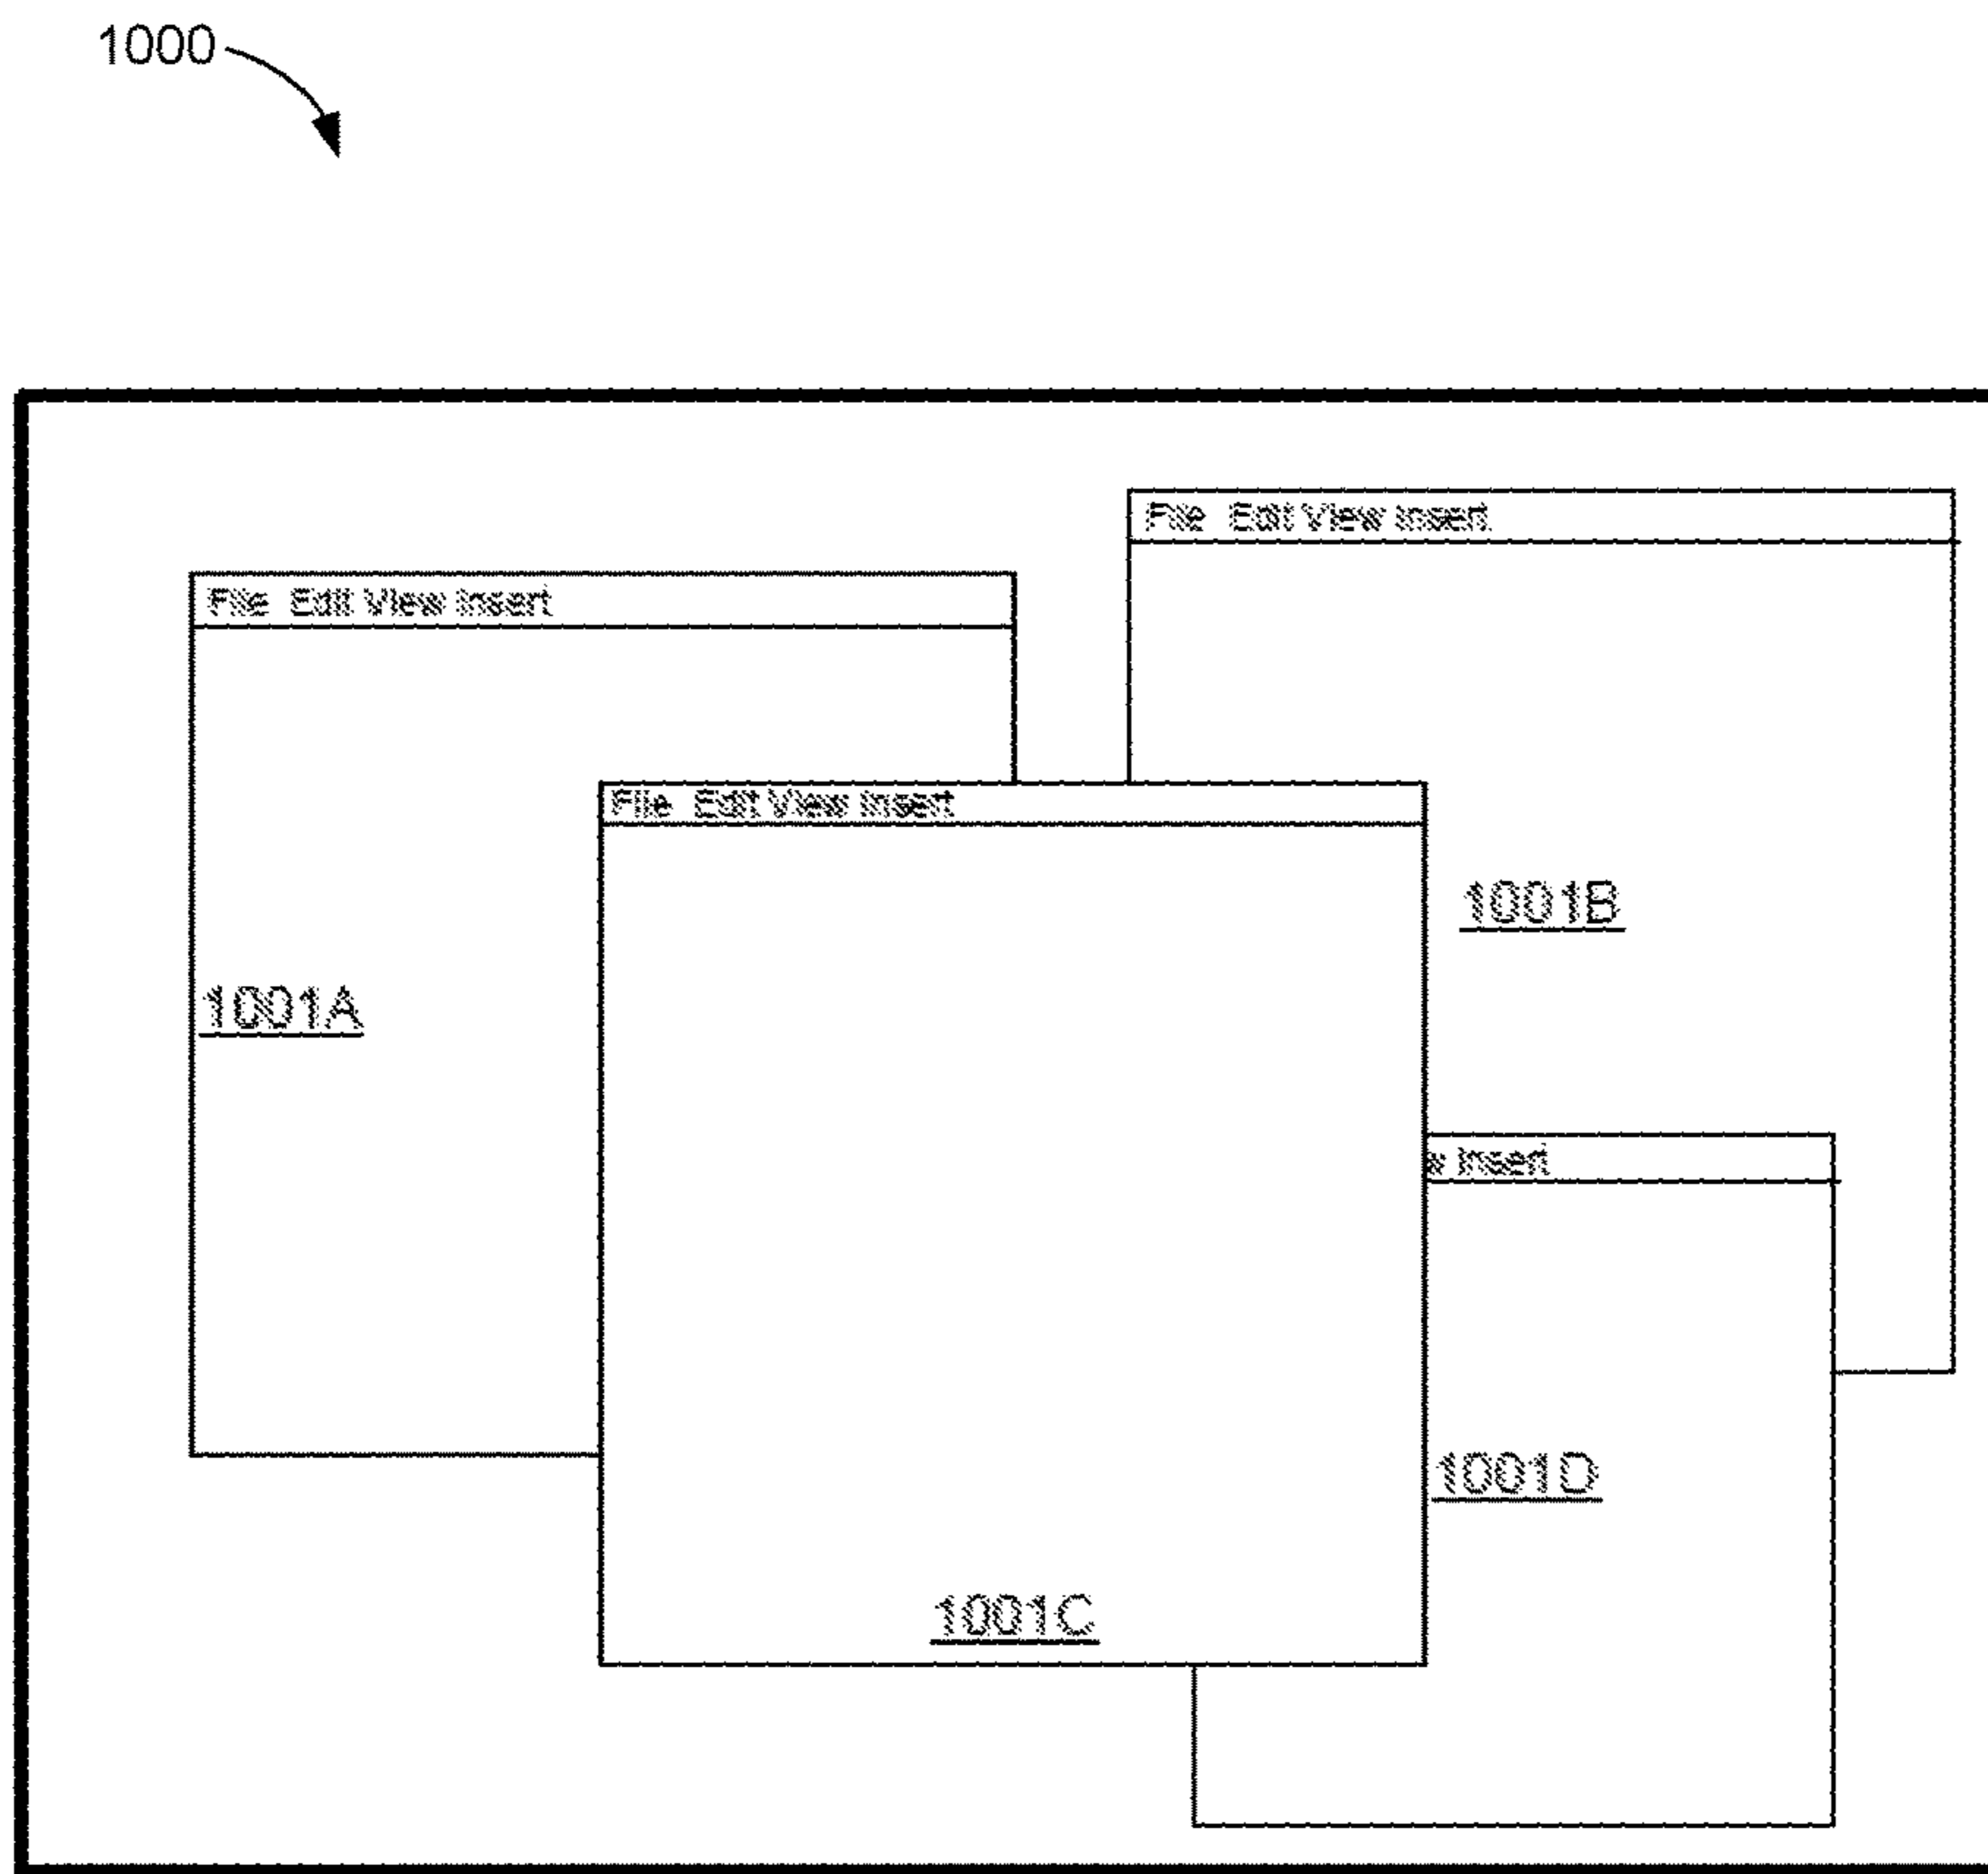 1000
File Edit View Insert
File Edit View Insert
File Edit View Insert
1001B
1001A
w Insert
1001D
1001C